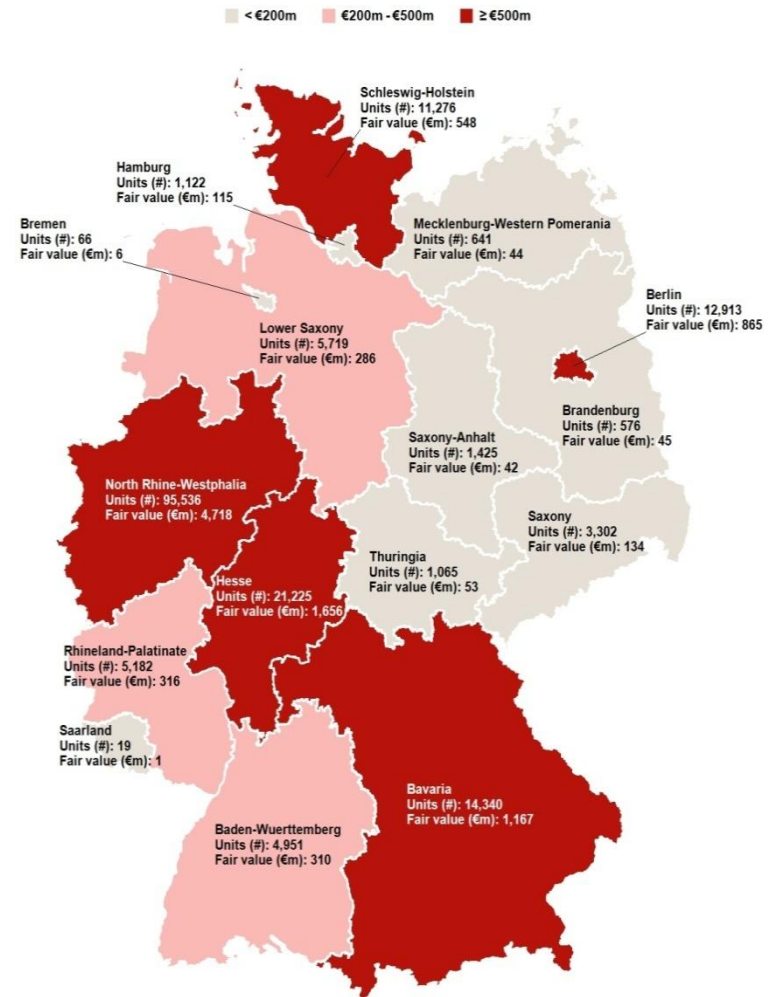 < €200m €200m - €500m ≥ €500m
Schleswig-Holstein
Units (#): 11,276
Fair value (€m): 548
Hamburg
Units (#): 1,122
Fair value (€m): 115
Bremen
Units (#): 66
Fair value (€m): 6
Mecklenburg-Western Pomerania
Units (#): 641
Fair value (€m): 44
Berlin
Units (#): 12,913
Fair value (€m): 865
Lower Saxony
Units (#): 5,719
Fair value (€m): 286
Brandenburg
Units (#): 576
Fair value (€m): 45
Saxony-Anhalt
Units (#): 1,425
Fair value (€m): 42
North Rhine-Westphalia
Units (#): 95,536
Fair value (€m): 4,718
Saxony
Units (#): 3,302
Fair value (€m): 134
Thuringia
Units (#): 1,065
Fair value (€m): 53
Hesse
Units (#): 21,225
Fair value (€m): 1,656
Rhineland-Palatinate
Units (#): 5,182
Fair value (€m): 316
Saarland
Units (#): 19
Fair value (€m): 1
Bavaria
Units (#): 14,340
Fair value (€m): 1,167
Baden-Wuerttemberg
Units (#): 4,951
Fair value (€m): 310